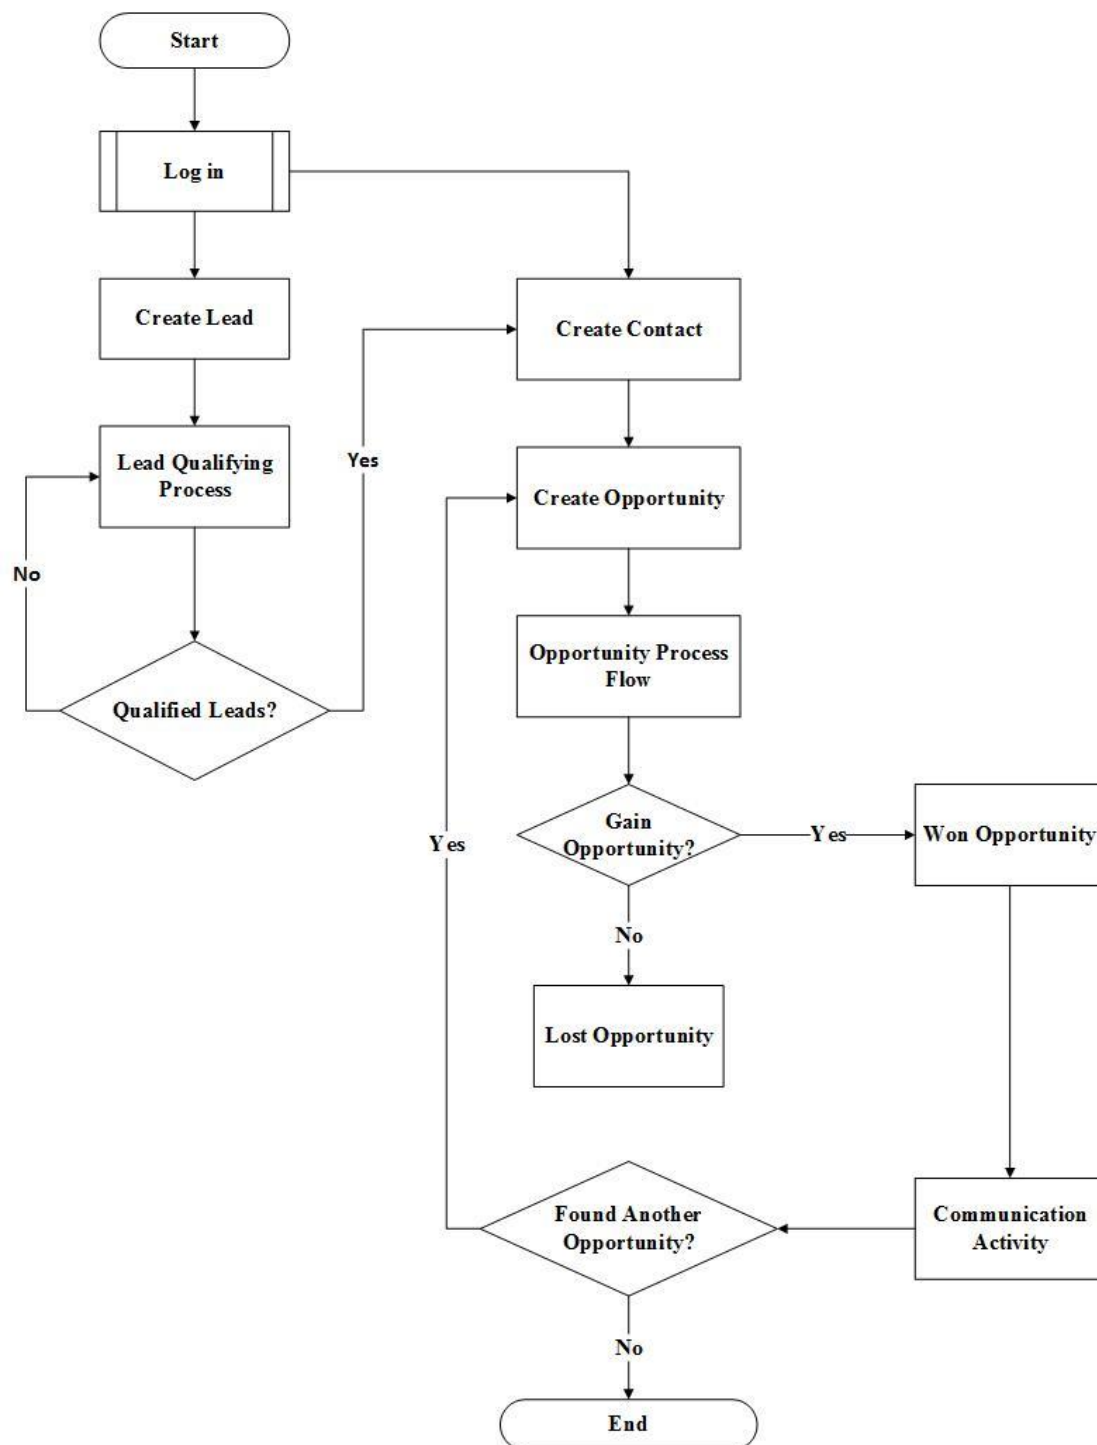 Start
Log in
Create Lead
Create Contact
Lead Qualifying
Process
Yes
Create Opportunity
No
Opportunity Process
Flow
Qualified Leads?
Gain
Opportunity?
Yes
Won Opportunity
Yes
No
Lost Opportunity
Found Another
Opportunity?
Communication
Activity
No
End